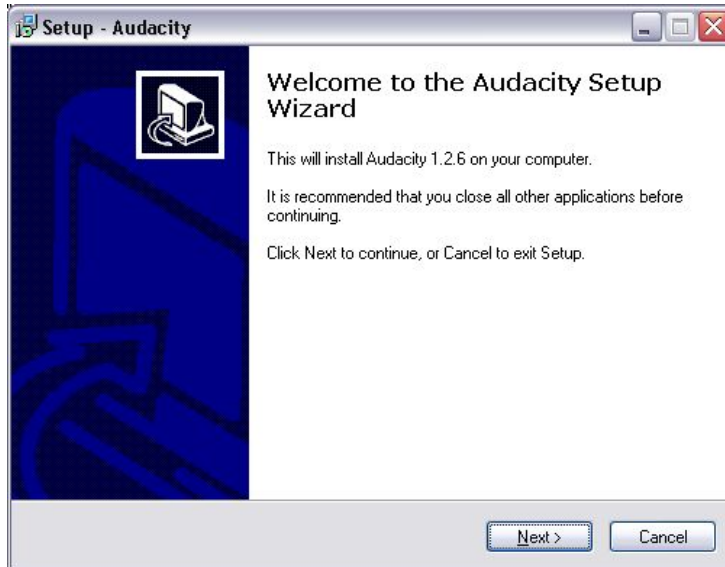 Setup - Audacity
Welcome to the Audacity Setup
Wizard
This will install Audacity 1.2.6 on your computer.
It is recommended that you close all other applications before
continuing.
Click Next to continue, or Cancel to exit Setup.
Next >
Cancel